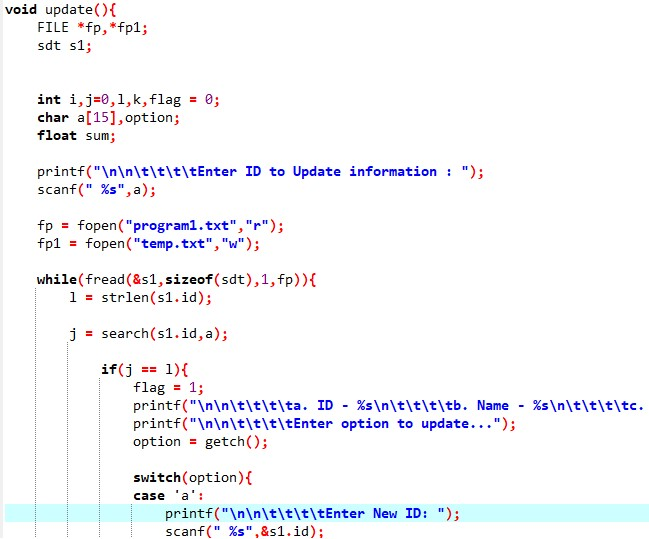 void update(){
FILE *fp,*fp1;
sdt s1;
int i,j=0,l,k,flag = 0;
char a[15],option;
float sum;
printf("\n\n\t\t\t\tEnter ID to Update information : ");
scanf(" %s",a);
fp = fopen("program1.txt","r");
fp1 = fopen("temp.txt","w");
while(fread(&s1,sizeof(sdt),1,fp)){
l = strlen(s1.id);
j = search(s1.id,a);
if(j == l){
flag = 1;
printf("\n\n\t\t\t\ta. ID - %s\n\t\t\t\tb. Name - %s\n\t\t\t\tc.
printf("\n\n\t\t\t\tEnter option to update...");
option = getch();
switch(option){
case 'a':
printf("\n\n\t\t\t\tEnter New ID: ");
scanf(" %s",&s1.id);